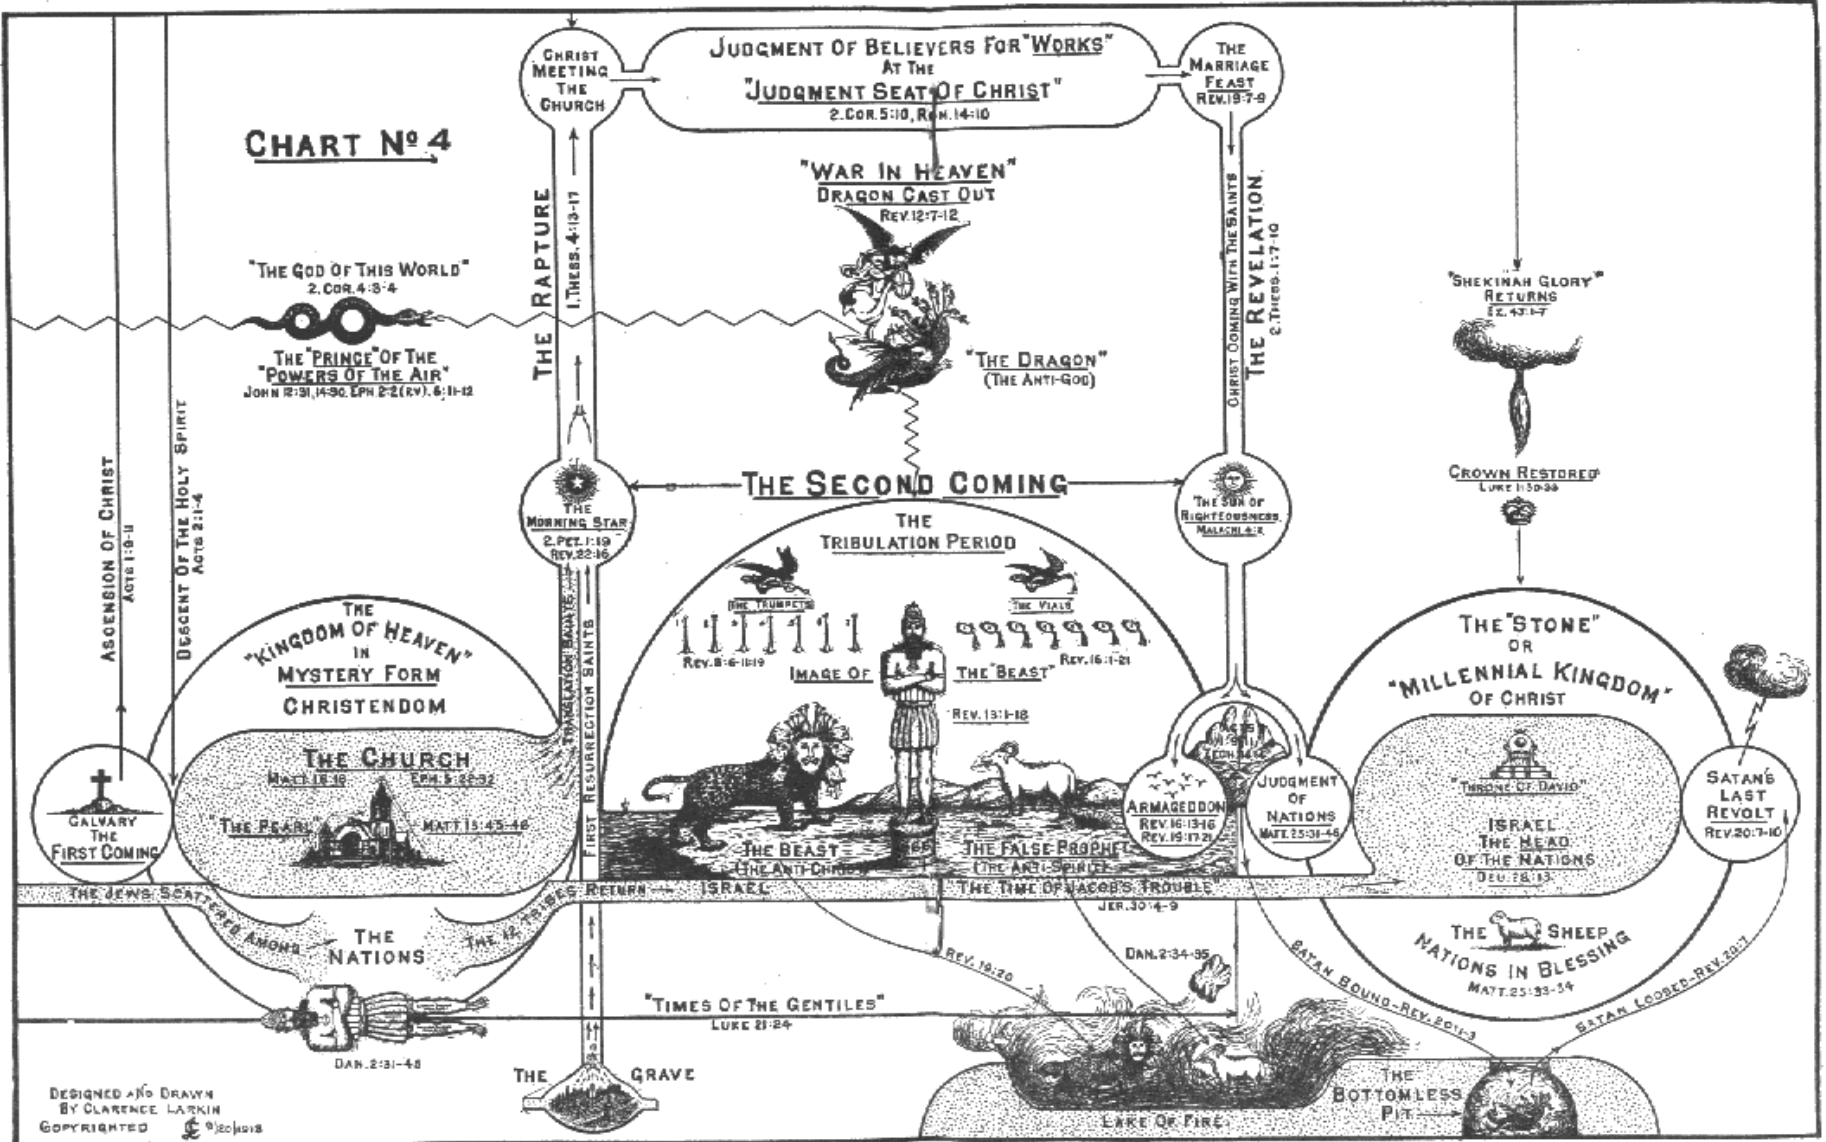 CHART No 4
CHRIST
MEETING
THE
CHURCH
JUDGMENT OF BELIEVERS FOR "WORKS"
AT THE
"JUDGMENT SEAT OF CHRIST"
2.COR.5:10, ROM.14:10
THE
MARRIAGE
FEAST
REV.19:7-9
"WAR IN HEAVEN"
DRAGON CAST OUT
REV.12:7-12
THE RAPTURE
1.THESS.4:13-17
CHRIST COMING WITH THE SAINTS
THE REVELATION.
2.THESS.1:7-10
"THE GOD OF THIS WORLD"
2.COR.4:3-4
THE "PRINCE" OF THE
"POWERS OF THE AIR"
JOHN 12:31, 14:30. EPH.2:2 (RV). 6:11-12
"THE DRAGON"
(THE ANTI-GOD)
"SHEKINAH GLORY"
RETURNS
EZ.43:1-7
CROWN RESTORED
LUKE 1:30-33
ASCENSION OF CHRIST
ACTS 1:9-11
DESCENT OF THE HOLY SPIRIT
ACTS 2:1-4
THE SECOND COMING
THE
MORNING STAR
2.PET.1:19
REV.22:16
THE SUN OF
RIGHTEOUSNESS
MALACHI.4:2
THE
TRIBULATION PERIOD
THE TRUMPETS
REV.8:6-11:19
THE VIALS
REV.16:1-21
IMAGE OF THE "BEAST"
REV.13:1-18
THE
"KINGDOM OF HEAVEN"
IN
MYSTERY FORM
CHRISTENDOM
THE CHURCH
MATT.16:18 EPH.5:22-32
"THE PEARL" MATT.13:45-46
CALVARY
THE
FIRST COMING
TRANSLATION SAINTS
FIRST RESURRECTION SAINTS
THE BEAST
(THE ANTI-CHRIST)
666
THE FALSE PROPHET
(THE ANTI-SPIRIT)
ARMAGEDDON
REV.16:13-16
REV.19:17-21
JUDGMENT
OF
NATIONS
MATT.25:31-46
THE "STONE"
OR
"MILLENNIAL KINGDOM"
OF CHRIST
"THRONE OF DAVID"
ISRAEL
THE HEAD
OF THE NATIONS
DEU.28:13
SATAN'S
LAST
REVOLT
REV.20:7-10
THE JEWS SCATTERED AMONG
THE
NATIONS
THE 12 TRIBES RETURN
ISRAEL
"THE TIME OF JACOB'S TROUBLE"
JER.30:4-9
THE SHEEP
NATIONS IN BLESSING
MATT.25:33-34
REV.19:20
DAN.2:34-35
SATAN BOUND-REV.20:1-3
SATAN LOOSED-REV.20:7
"TIMES OF THE GENTILES"
LUKE 21:24
DAN.2:31-45
THE GRAVE
LAKE OF FIRE
THE
BOTTOMLESS
PIT
DESIGNED AND DRAWN
BY CLARENCE LARKIN
COPYRIGHTED